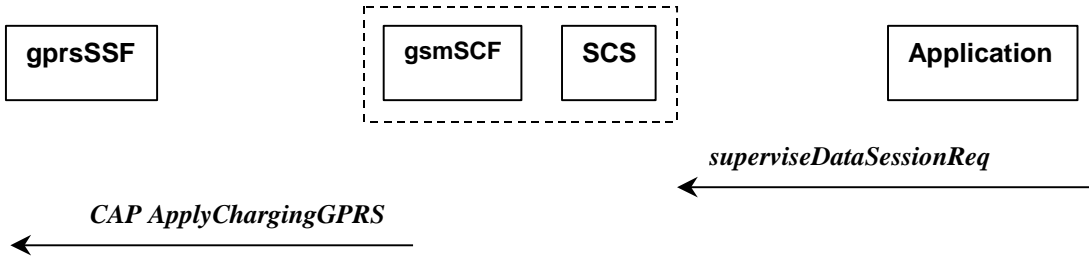 gprsSSF
gsmSCF
SCS
Application
superviseDataSessionReq
CAP ApplyChargingGPRS